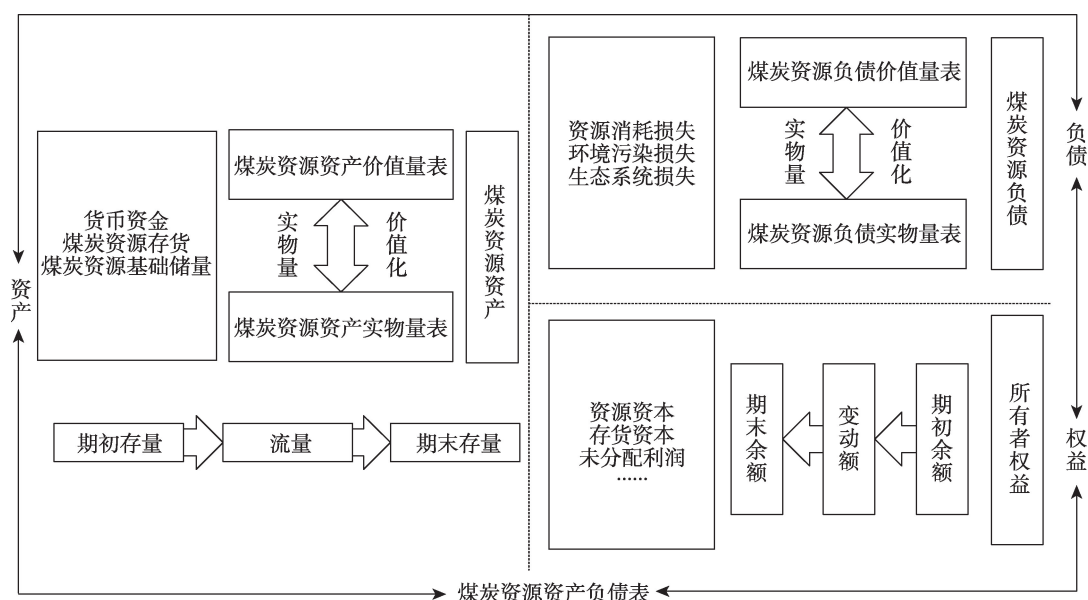 资产
货币资金
煤炭资源存货
煤炭资源基础储量
煤炭资源资产价值量表
实物量
价值化
煤炭资源资产实物量表
煤炭资源资产
期初存量
流量
期末存量
资源消耗损失
环境污染损失
生态系统损失
煤炭资源负债价值量表
实物量
价值化
煤炭资源负债实物量表
煤炭资源负债
负债
资源资本
存货资本
未分配利润
……
期末余额
变动额
期初余额
所有者权益
权益
煤炭资源资产负债表